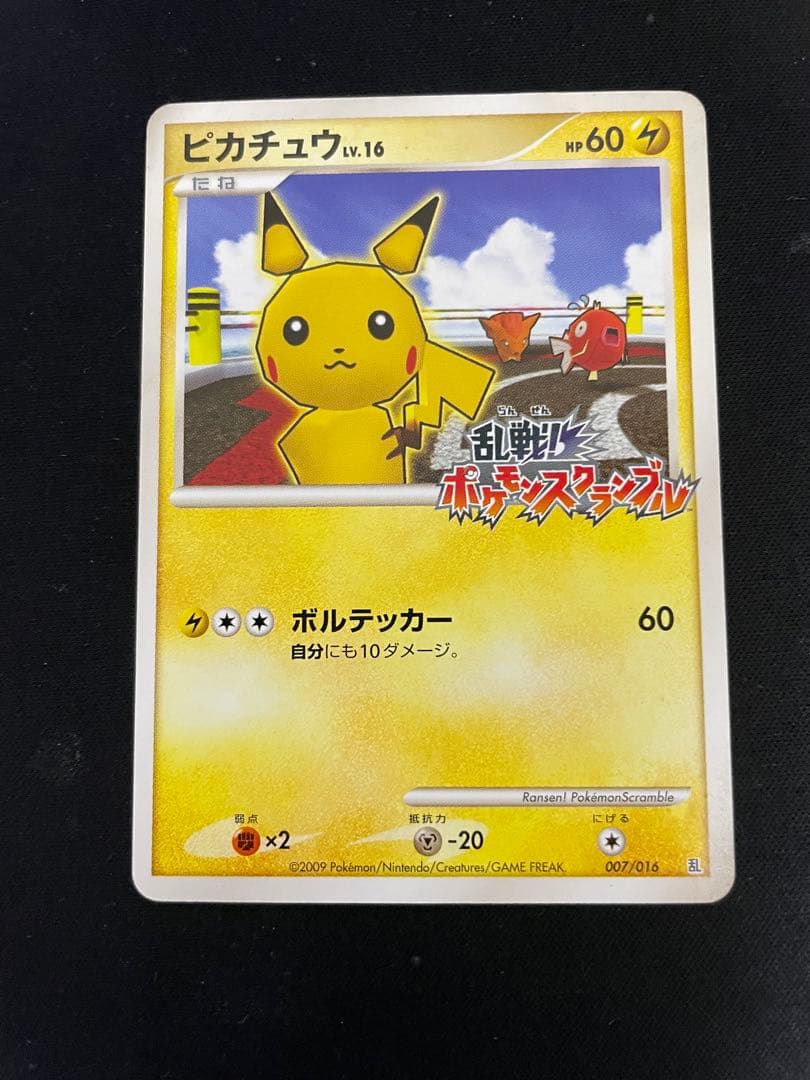 ピカチュウ LV.16 HP60
たね
らんせん
乱戦!
ポケモンスクランブル
ボルテッカー 60
自分にも10ダメージ。
Ransen! PokémonScramble
弱点 抵抗力 にげる
×2 -20
©2009 Pokémon/Nintendo/Creatures/GAME FREAK. 007/016 乱